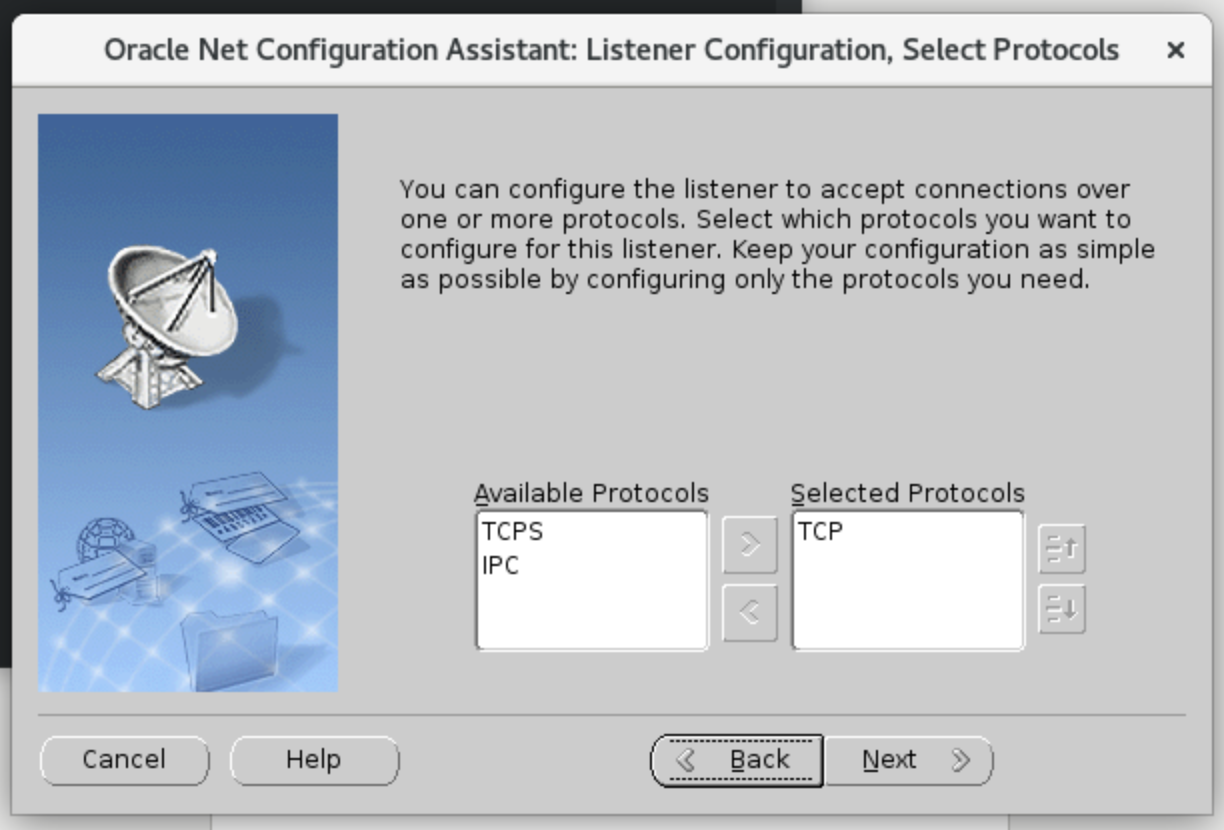 Oracle Net Configuration Assistant: Listener Configuration, Select Protocols
You can configure the listener to accept connections over
one or more protocols. Select which protocols you want to
configure for this listener. Keep your configuration as simple
as possible by configuring only the protocols you need.
Available Protocols
TCPS
IPC
Selected Protocols
TCP
Cancel
Help
Back
Next